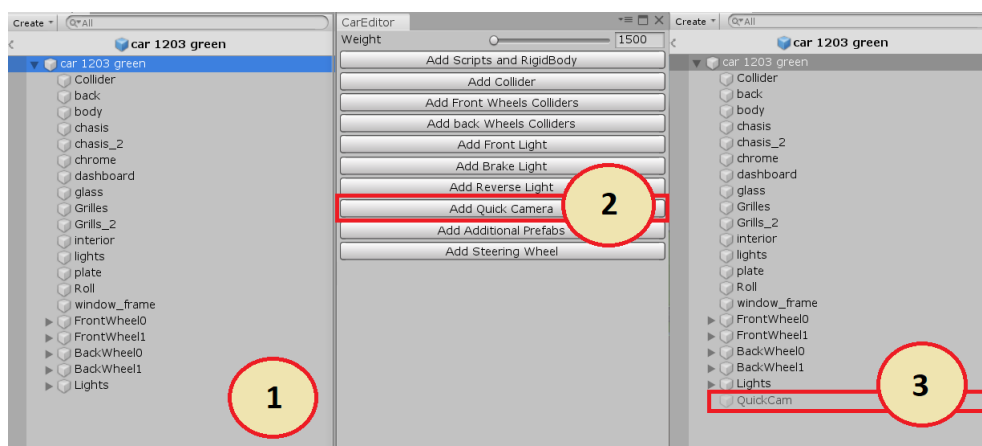 Create
All
car 1203 green
car 1203 green
Collider
back
body
chasis
chasis_2
chrome
dashboard
glass
Grilles
Grills_2
interior
lights
plate
Roll
window_frame
FrontWheel0
FrontWheel1
BackWheel0
BackWheel1
Lights
1
CarEditor
Weight
1500
Add Scripts and RigidBody
Add Collider
Add Front Wheels Colliders
Add back Wheels Colliders
Add Front Light
Add Brake Light
Add Reverse Light
Add Quick Camera
Add Additional Prefabs
Add Steering Wheel
2
Create
All
car 1203 green
car 1203 green
Collider
back
body
chasis
chasis_2
chrome
dashboard
glass
Grilles
Grills_2
interior
lights
plate
Roll
window_frame
FrontWheel0
FrontWheel1
BackWheel0
BackWheel1
Lights
QuickCam
3